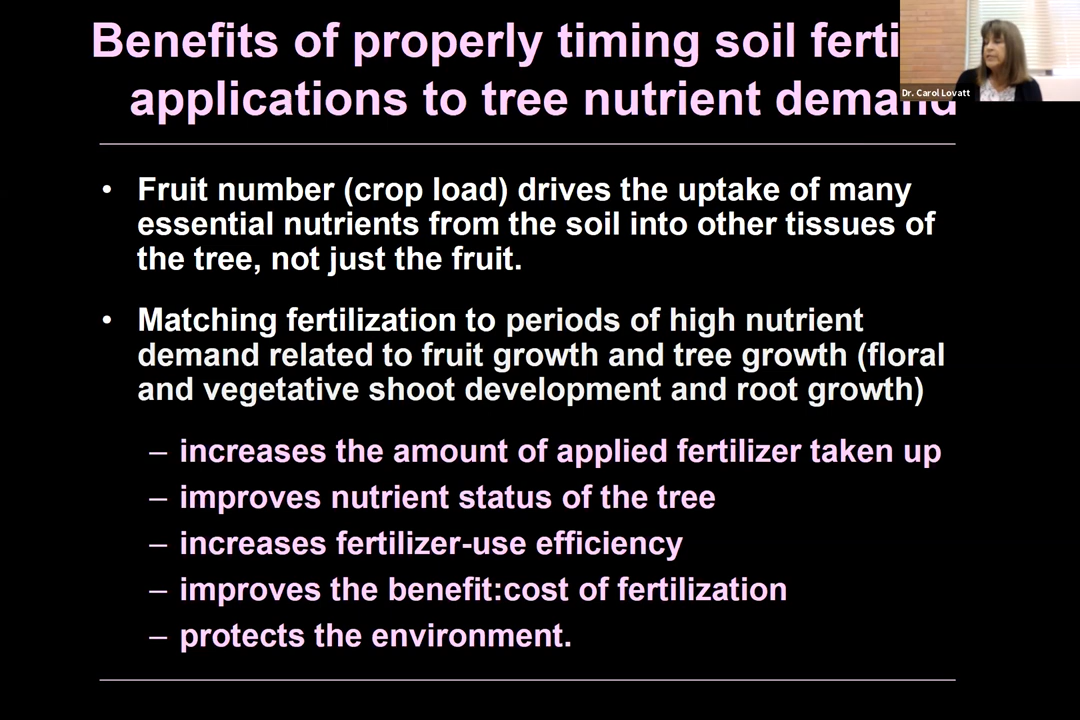 Benefits of properly timing soil ferti
applications to tree nutrient demand
Dr. Carol Lovatt
• Fruit number (crop load) drives the uptake of many
essential nutrients from the soil into other tissues of
the tree, not just the fruit.
• Matching fertilization to periods of high nutrient
demand related to fruit growth and tree growth (floral
and vegetative shoot development and root growth)
– increases the amount of applied fertilizer taken up
– improves nutrient status of the tree
– increases fertilizer-use efficiency
– improves the benefit:cost of fertilization
– protects the environment.